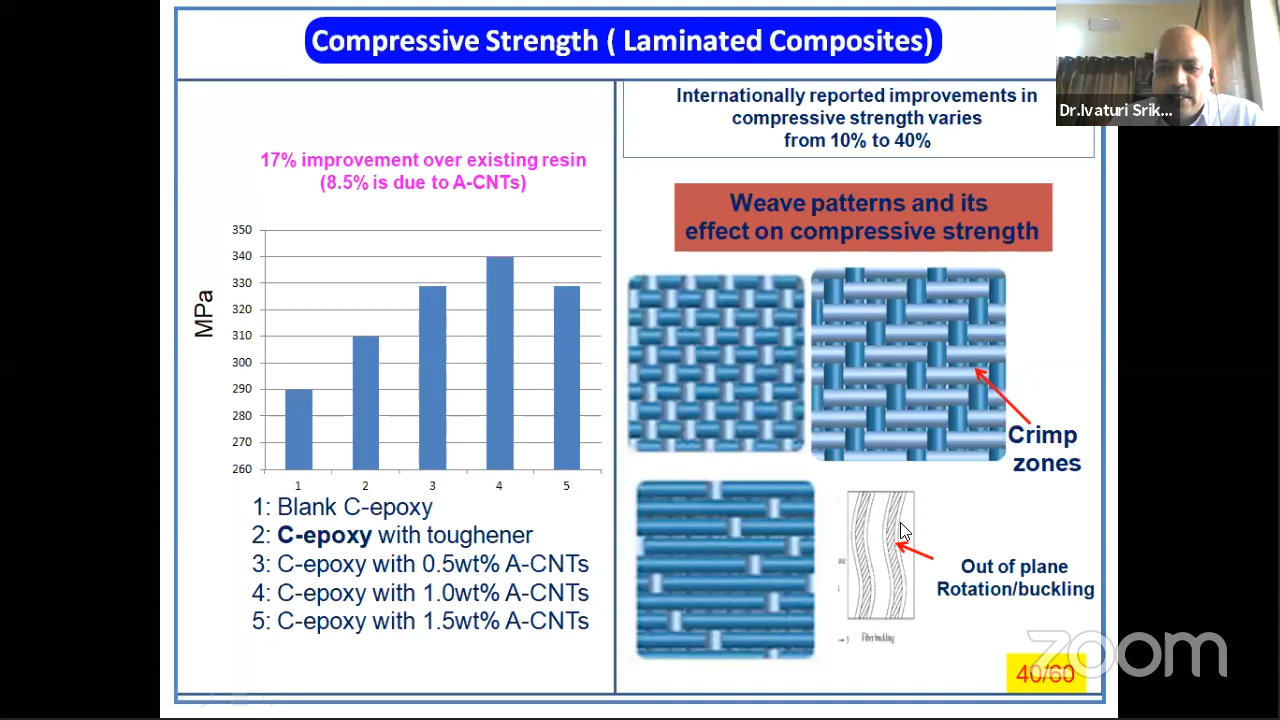 Compressive Strength ( Laminated Composites)
Dr.Ivaturi Srik...
17% improvement over existing resin
(8.5% is due to A-CNTs)
MPa
350
340
330
320
310
300
290
280
270
260
1
2
3
4
5
1: Blank C-epoxy
2: C-epoxy with toughener
3: C-epoxy with 0.5wt% A-CNTs
4: C-epoxy with 1.0wt% A-CNTs
5: C-epoxy with 1.5wt% A-CNTs
Internationally reported improvements in
compressive strength varies
from 10% to 40%
Weave patterns and its
effect on compressive strength
Crimp
zones
Out of plane
Rotation/buckling
Fiber buckling
zoom
40/60